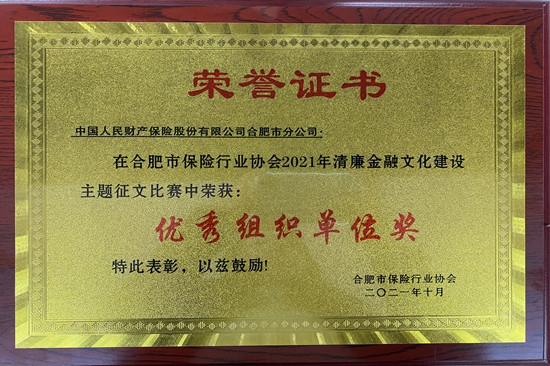 荣誉证书
中国人民财产保险股份有限公司合肥市分公司：
在合肥市保险行业协会2021年清廉金融文化建设
主题征文比赛中荣获：
优秀组织单位奖
特此表彰，以兹鼓励！
合肥市保险行业协会
二〇二一年十月